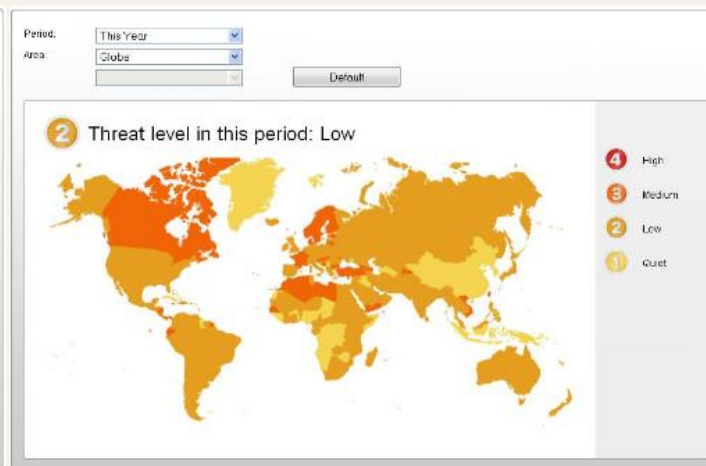 Period: This Year
Area: Globe
Default
2 Threat level in this period: Low
4 High
3 Medium
2 Low
1 Quiet